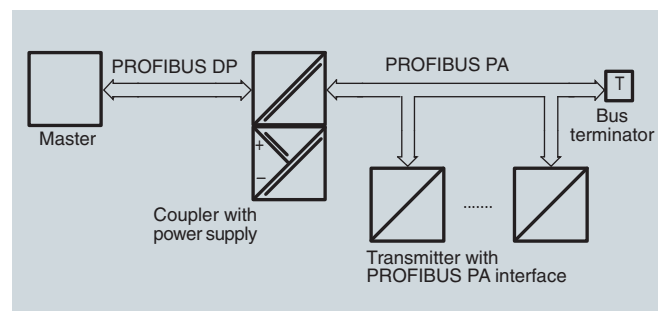 PROFIBUS DP
PROFIBUS PA
T
Master
Bus
terminator
+
–
Coupler with
power supply
........
Transmitter with
PROFIBUS PA interface